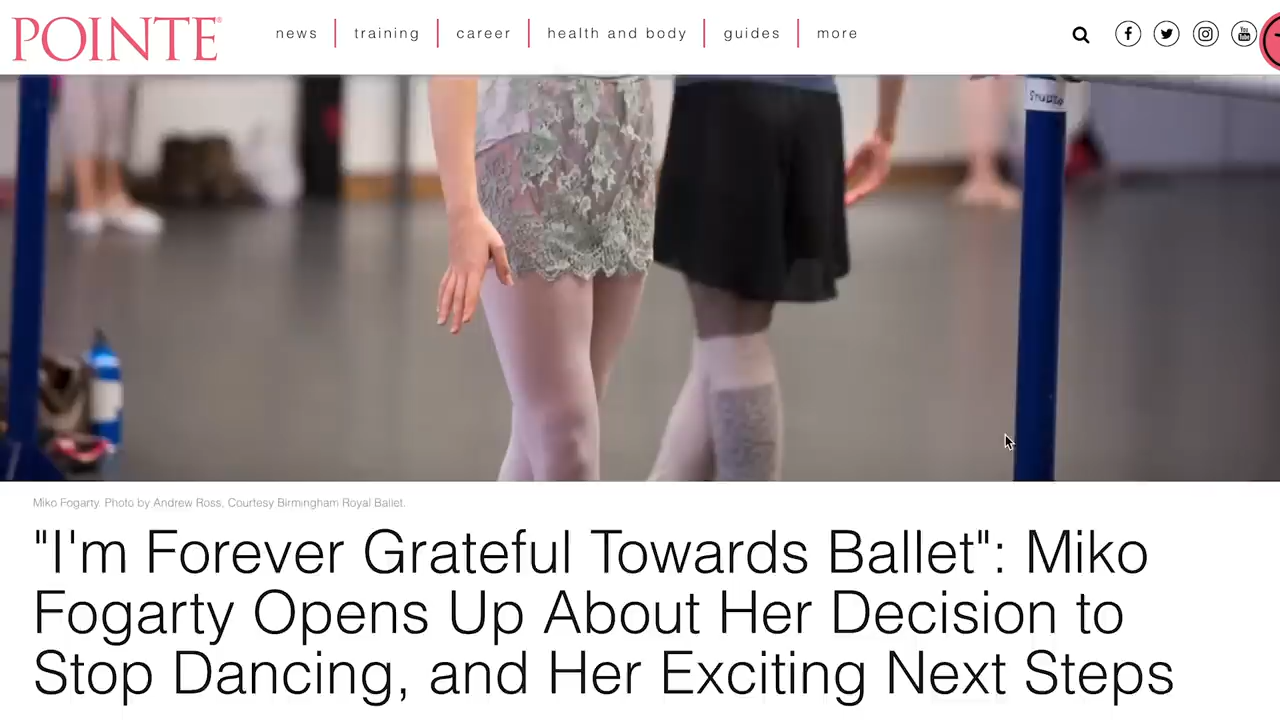 POINTE®
news training career health and body guides more
Miko Fogarty. Photo by Andrew Ross, Courtesy Birmingham Royal Ballet.
"I'm Forever Grateful Towards Ballet": Miko
Fogarty Opens Up About Her Decision to
Stop Dancing, and Her Exciting Next Steps